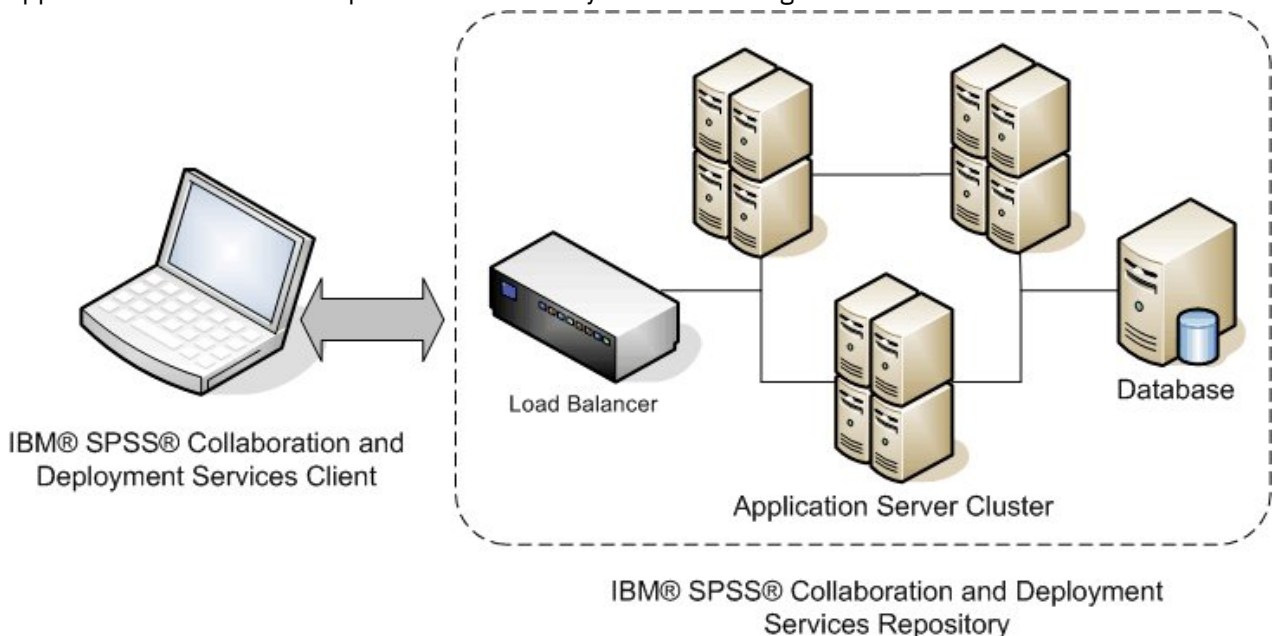 Load Balancer
Database
IBM® SPSS® Collaboration and
Deployment Services Client
Application Server Cluster
IBM® SPSS® Collaboration and Deployment
Services Repository